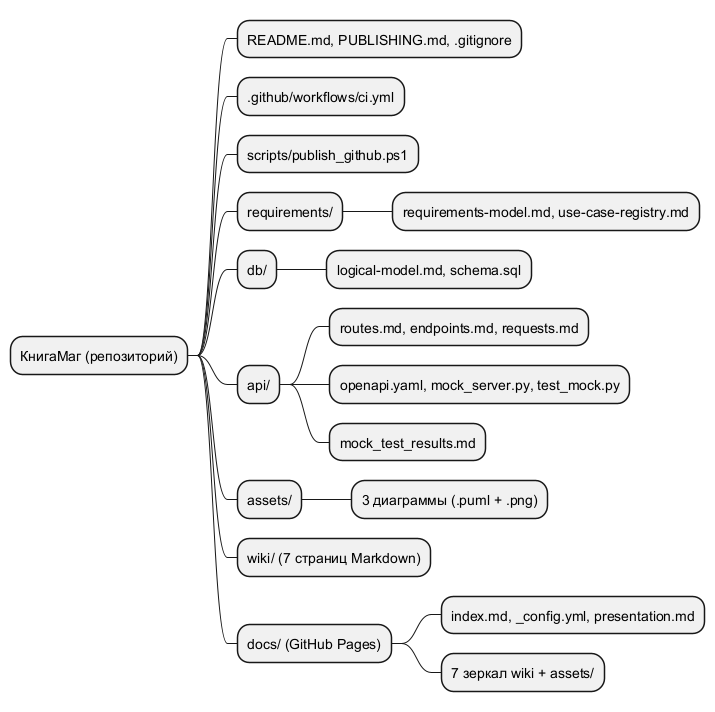 README.md, PUBLISHING.md, .gitignore
.github/workflows/ci.yml
scripts/publish_github.ps1
requirements/
requirements-model.md, use-case-registry.md
db/
logical-model.md, schema.sql
routes.md, endpoints.md, requests.md
КнигаМаг (репозиторий)
api/
openapi.yaml, mock_server.py, test_mock.py
mock_test_results.md
assets/
3 диаграммы (.puml + .png)
wiki/ (7 страниц Markdown)
index.md, _config.yml, presentation.md
docs/ (GitHub Pages)
7 зеркал wiki + assets/